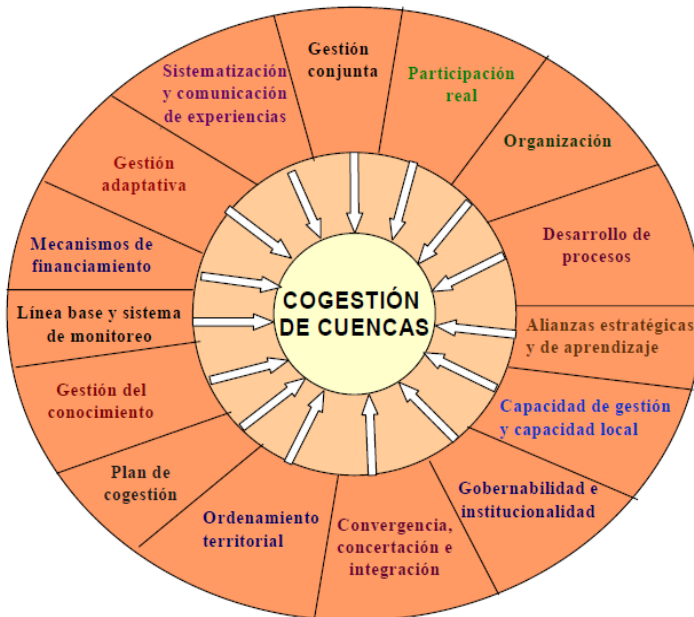 Gestión
conjunta
Participación
real
Organización
Desarrollo de
procesos
Alianzas estratégicas
y de aprendizaje
Capacidad de gestión
y capacidad local
Gobernabilidad e
institucionalidad
Convergencia,
concertación e
integración
Ordenamiento
territorial
Plan de
cogestión
Gestión del
conocimiento
Línea base y sistema
de monitoreo
Mecanismos de
financiamiento
Gestión
adaptativa
Sistematización
y comunicación
de experiencias
COGESTIÓN
DE CUENCAS